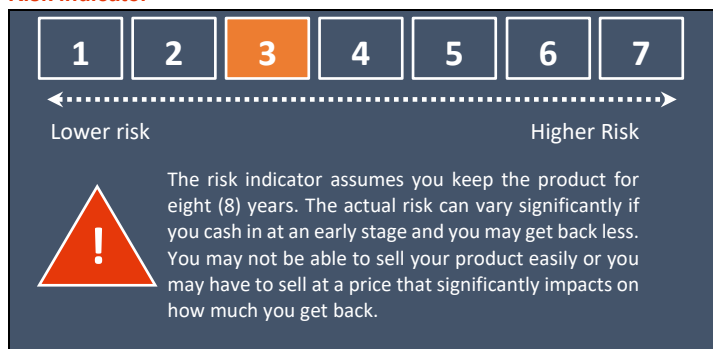 1 2 3 4 5 6 7
Lower risk Higher Risk
The risk indicator assumes you keep the product for
eight (8) years. The actual risk can vary significantly if
! you cash in at an early stage and you may get back less.
You may not be able to sell your product easily or you
may have to sell at a price that significantly impacts on
how much you get back.